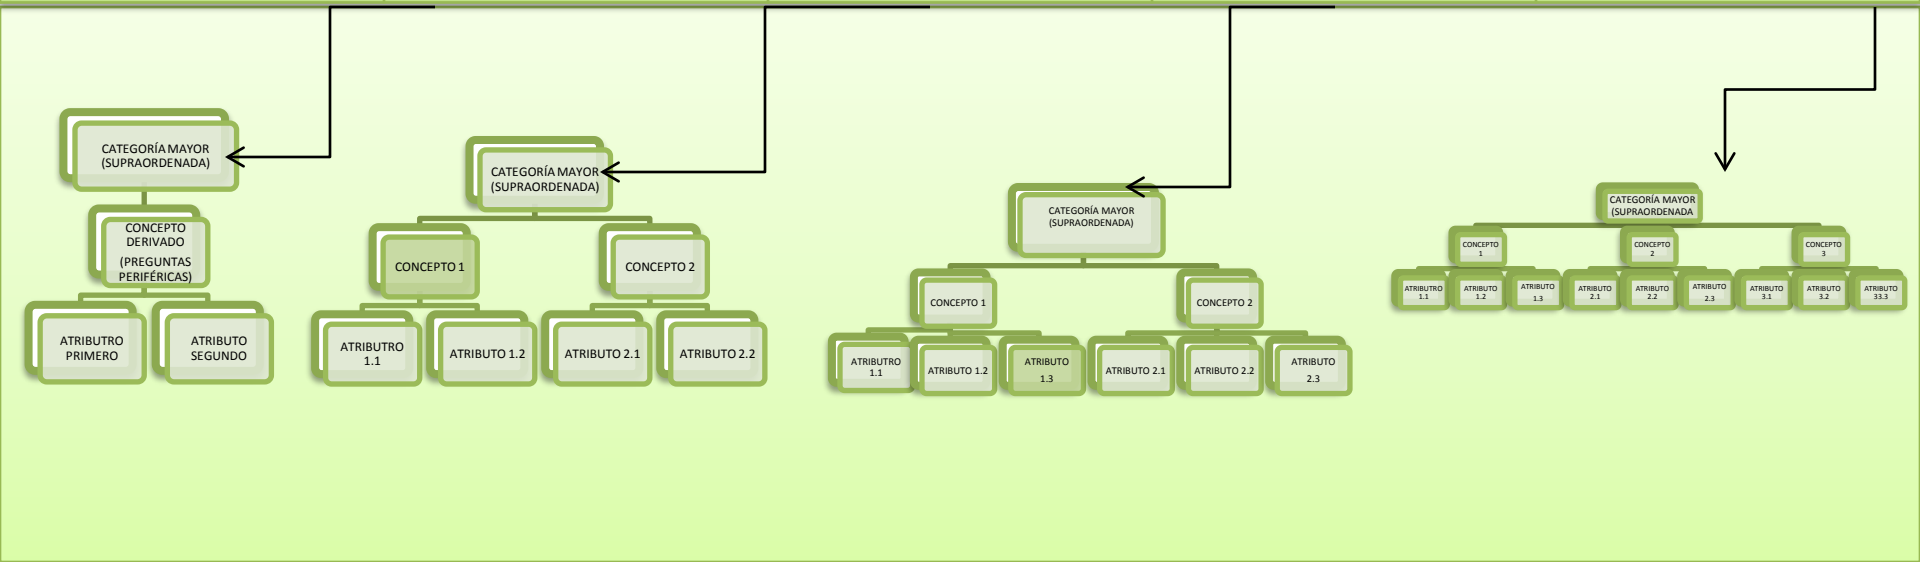 CATEGORÍA MAYOR
(SUPRAORDENADA)
CONCEPTO
DERIVADO
(PREGUNTAS
PERIFÉRICAS)
ATRIBUTRO
PRIMERO
ATRIBUTO
SEGUNDO
CATEGORÍA MAYOR
(SUPRAORDENADA)
CONCEPTO 1
CONCEPTO 2
ATRIBUTRO
1.1
ATRIBUTO 1.2
ATRIBUTO 2.1
ATRIBUTO 2.2
CATEGORÍA MAYOR
(SUPRAORDENADA)
CONCEPTO 1
CONCEPTO 2
ATRIBUTRO
1.1
ATRIBUTO 1.2
ATRIBUTO
1.3
ATRIBUTO 2.1
ATRIBUTO 2.2
ATRIBUTO
2.3
CATEGORÍA MAYOR
(SUPRAORDENADA
CONCEPTO
1
CONCEPTO
2
CONCEPTO
3
ATRIBUTRO
1.1
ATRIBUTO
1.2
ATRIBUTO
1.3
ATRIBUTO
2.1
ATRIBUTO
2.2
ATRIBUTO
2.3
ATRIBUTO
3.1
ATRIBUTO
3.2
ATRIBUTO
33.3